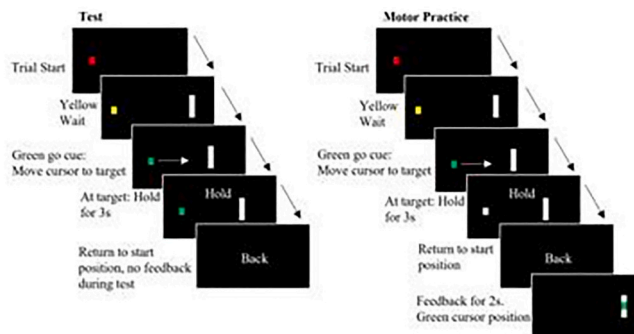 Test
Trial Start
Yellow
Wait
Green go cue:
Move cursor to target
At target: Hold
for 3s
Hold
Return to start
position, no feedback
during test
Back
Motor Practice
Trial Start
Yellow
Wait
Green go cue:
Move cursor to target
At target: Hold
for 3s
Hold
Return to start
position
Back
Feedback for 2s.
Green cursor position